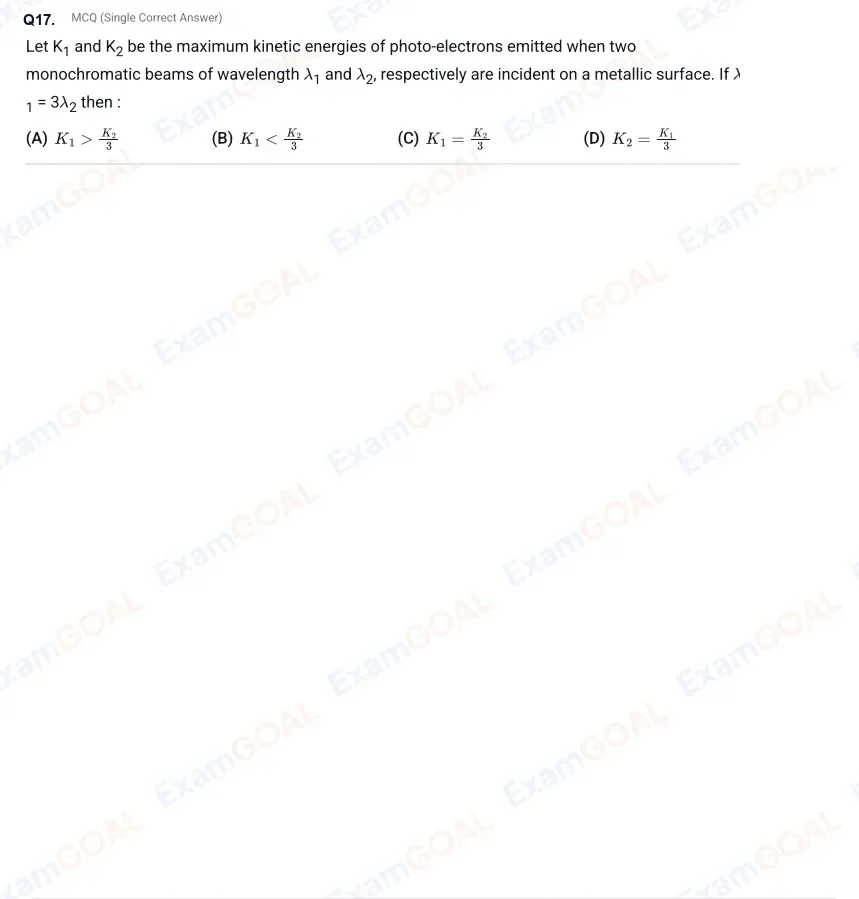 Q17. MCQ (Single Correct Answer)
Let K₁ and K₂ be the maximum kinetic energies of photo-electrons emitted when two
monochromatic beams of wavelength λ₁ and λ₂, respectively are incident on a metallic surface. If λ
₁ = 3λ₂ then :
(A) K₁ > K₂/3 (B) K₁ < K₂/3 (C) K₁ = K₂/3 (D) K₂ = K₁/3
ExamGOAL